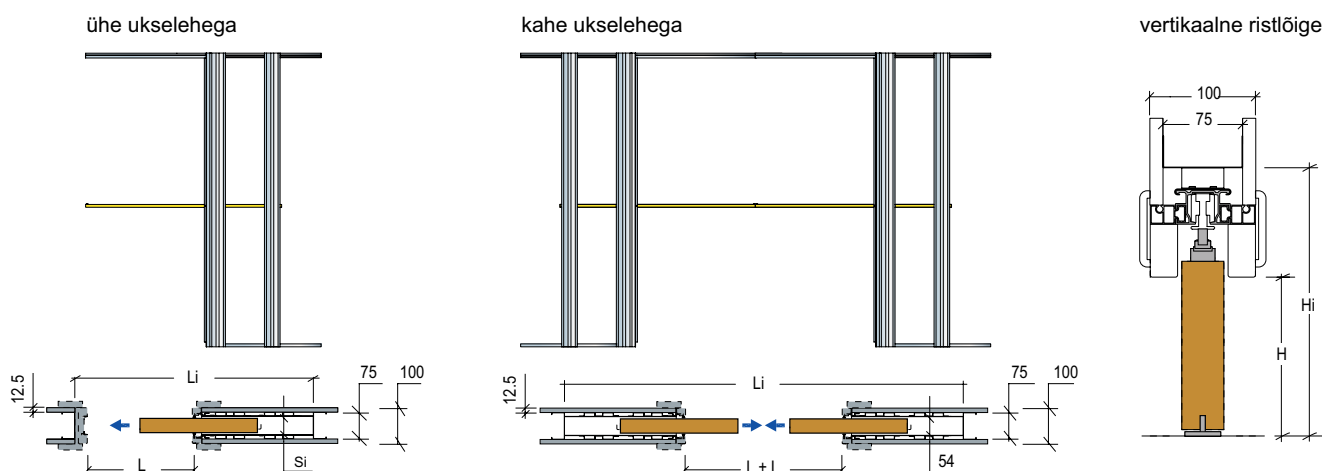 ühe ukselehega
kahe ukselehega
vertikaalne ristlõige
100
75
Hi
H
12.5
Li
75
100
L
Si
12.5
Li
75
100
L + L
54